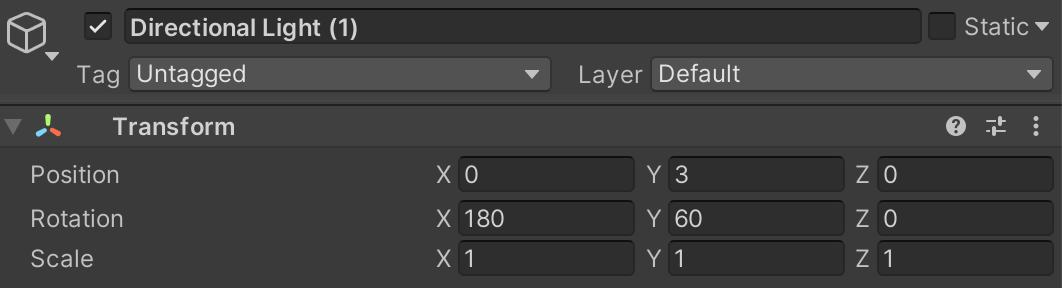 Directional Light (1) Static
Tag Untagged Layer Default
Transform
Position X 0 Y 3 Z 0
Rotation X 180 Y 60 Z 0
Scale X 1 Y 1 Z 1